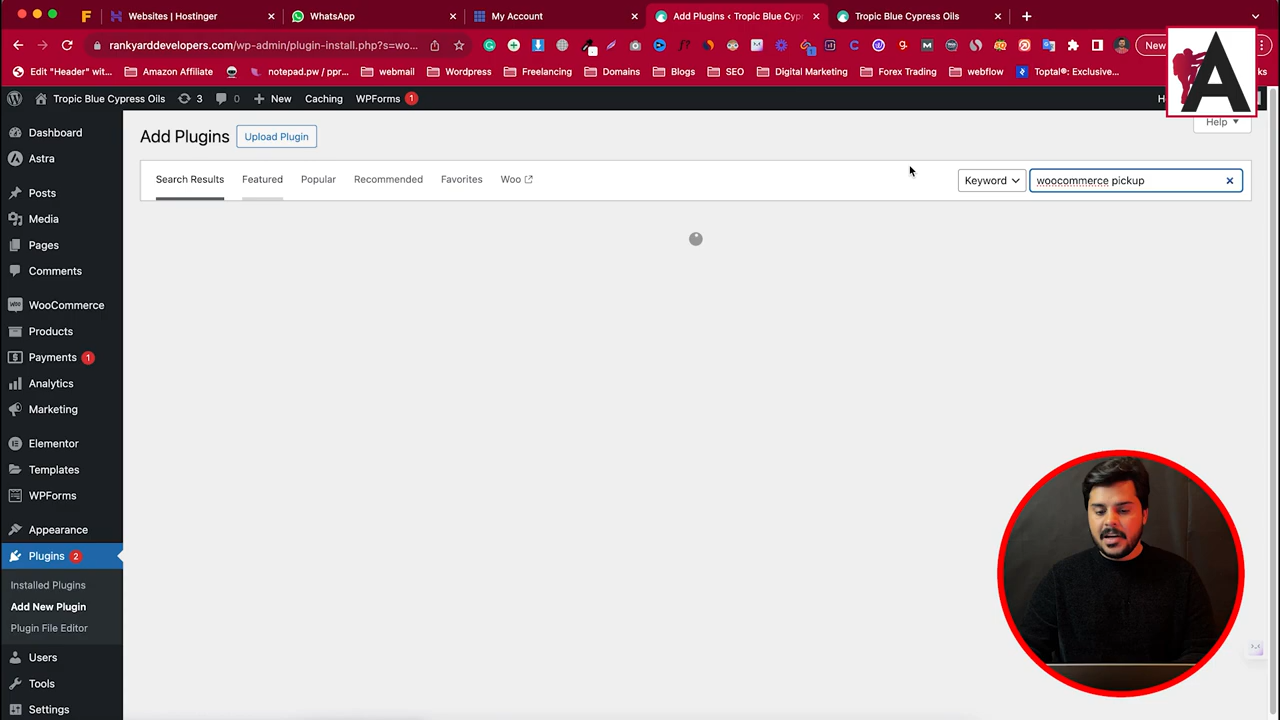 Websites | Hostinger
WhatsApp
My Account
Add Plugins < Tropic Blue Cyp
Tropic Blue Cypress Oils
rankyarddevelopers.com/wp-admin/plugin-install.php?s=wo...
New
Edit "Header" wit...
Amazon Affiliate
notepad.pw / ppr...
webmail
Wordpress
Freelancing
Domains
Blogs
SEO
Digital Marketing
Forex Trading
webflow
Toptal®: Exclusive...
A
Tropic Blue Cypress Oils
3
0
New
Caching
WPForms 1
Help
Add Plugins
Upload Plugin
Search Results
Featured
Popular
Recommended
Favorites
Woo
Keyword
woocommerce pickup
Dashboard
Astra
Posts
Media
Pages
Comments
WooCommerce
Products
Payments 1
Analytics
Marketing
Elementor
Templates
WPForms
Appearance
Plugins 2
Installed Plugins
Add New Plugin
Plugin File Editor
Users
Tools
Settings